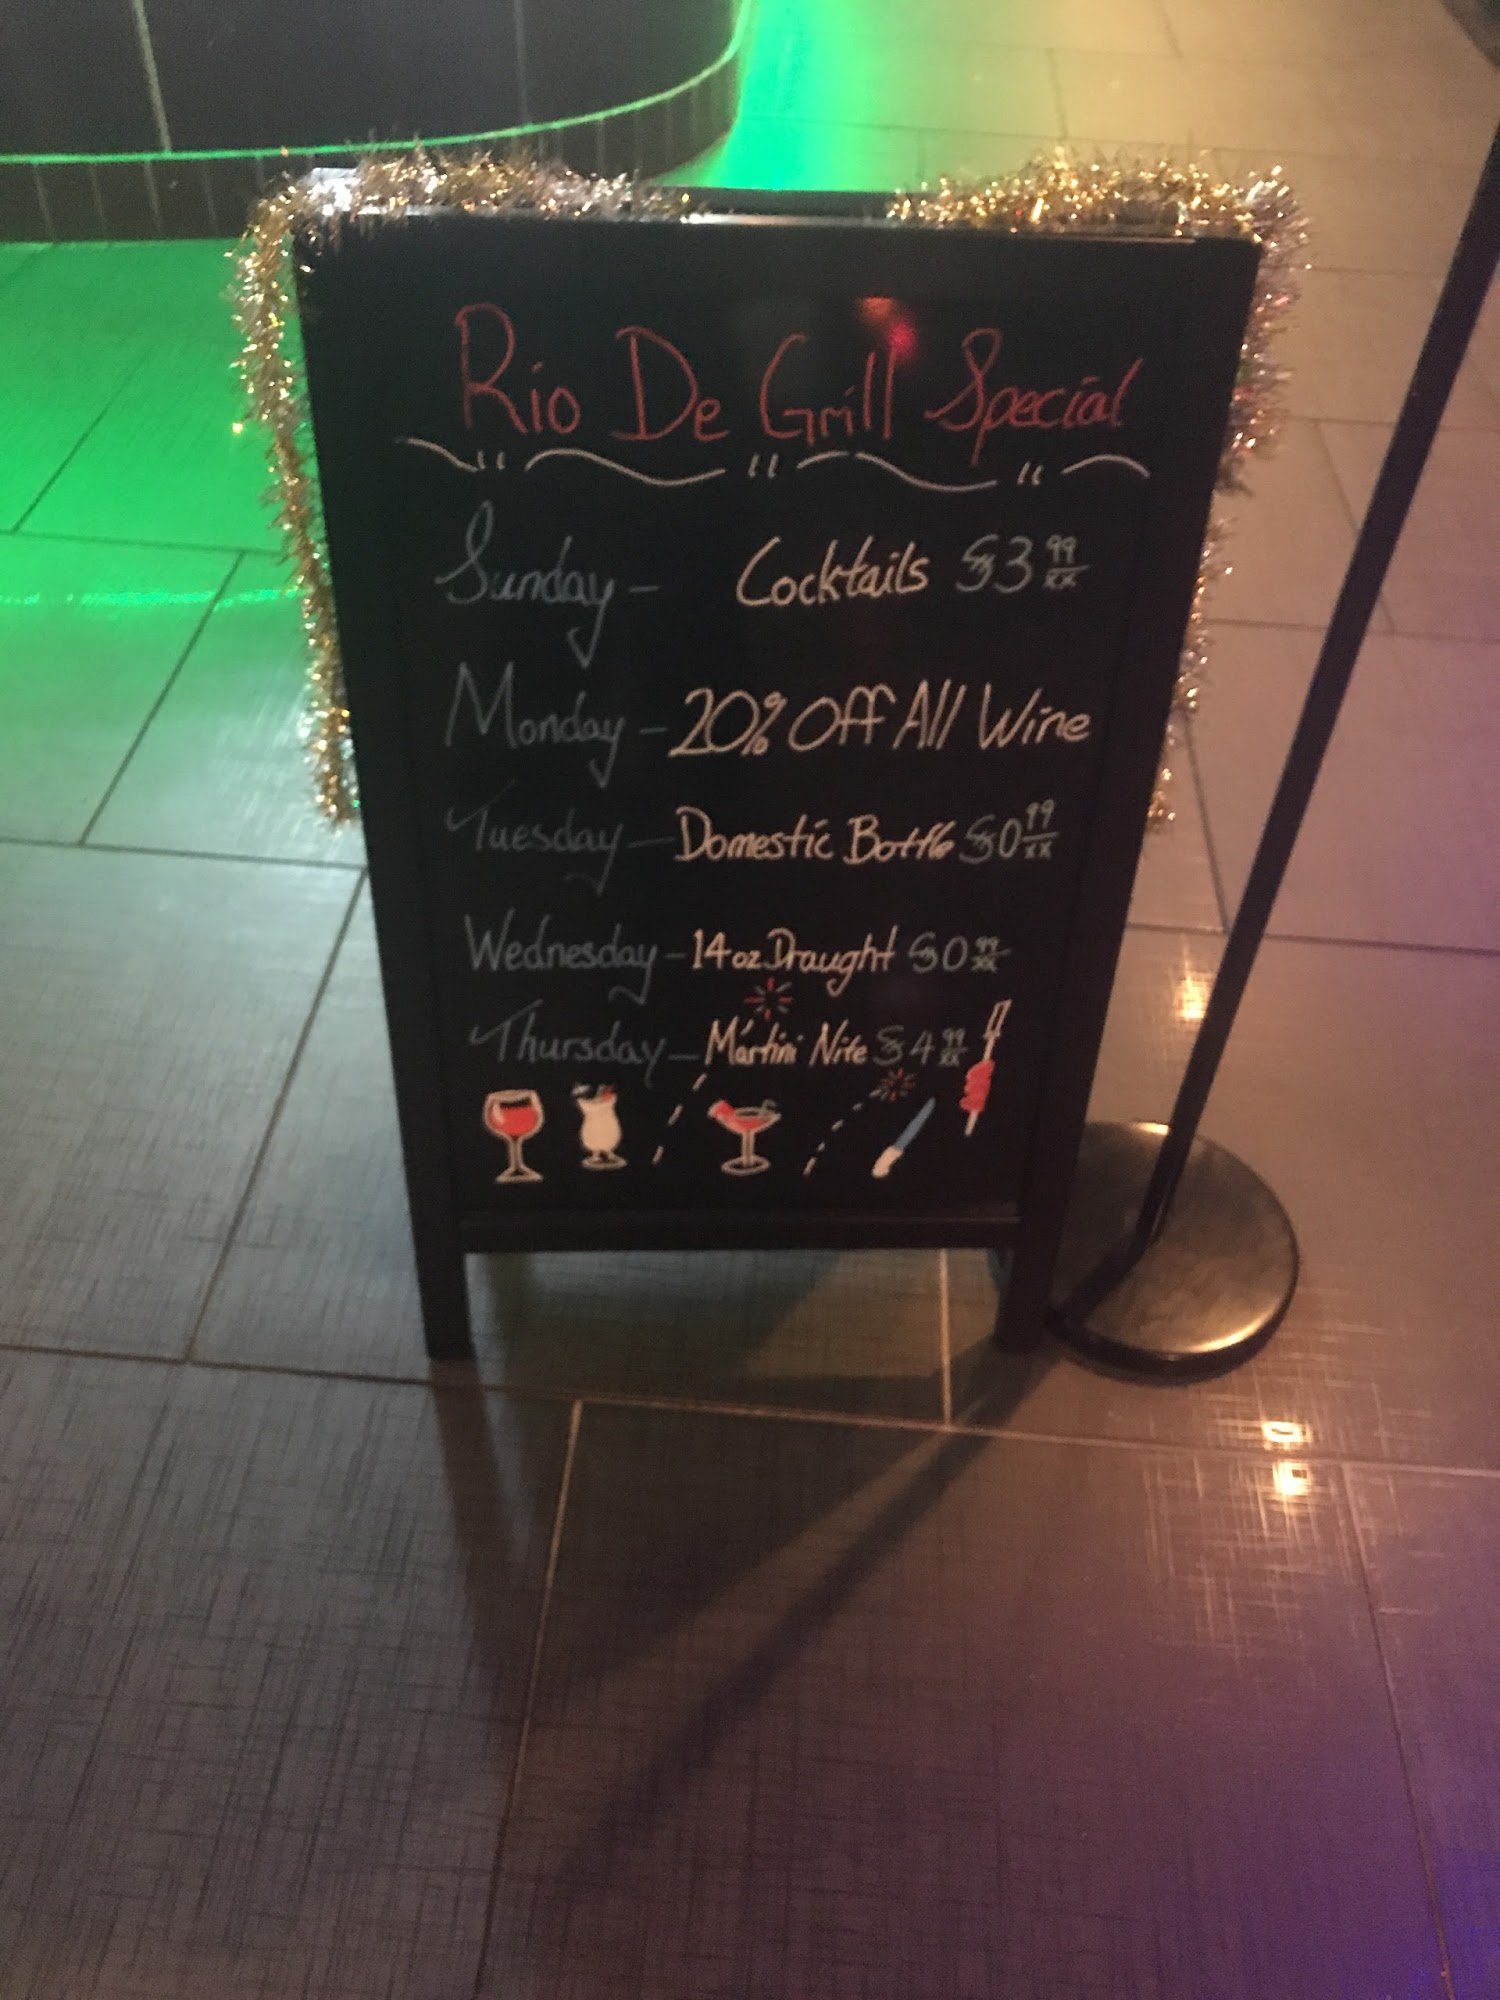 Rio De Grill Special
Sunday - Cocktails $3 99/xx
Monday - 20% Off All Wine
Tuesday - Domestic Bottle $0 99/xx
Wednesday - 14oz Draught $0 99/xx
Thursday - Martini Nite $4 99/xx